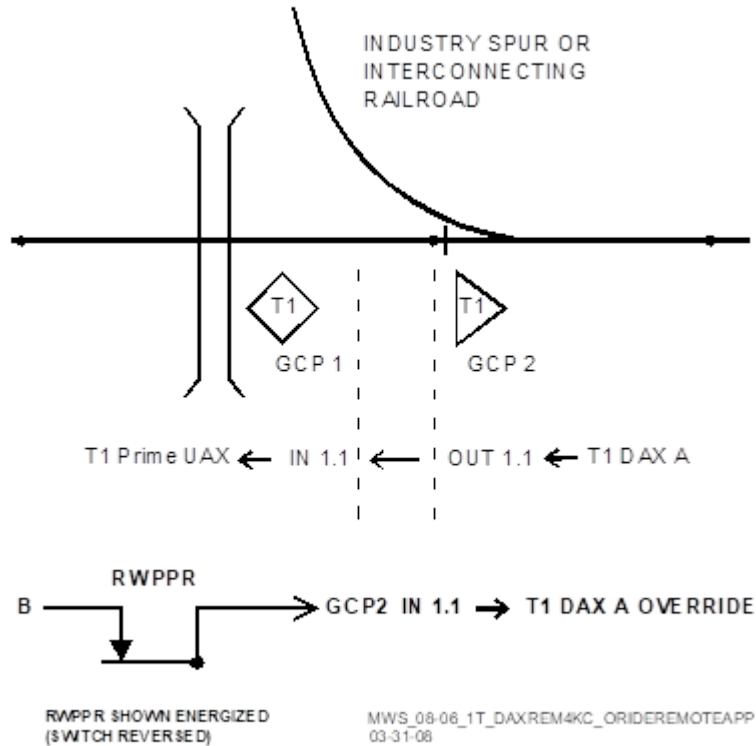 INDUSTRY SPUR OR
INTERCONNECTING
RAILROAD
T1
T1
GCP 1
GCP 2
T1 Prime UAX
IN 1.1
OUT 1.1
T1 DAX A
RWPPR
B
GCP2 IN 1.1
T1 DAX A OVERRIDE
RWPPR SHOWN ENERGIZED
(SWITCH REVERSED)
MWS_08-06_1T_DAXREM4KC_ORIDEREMOTEAPP
03-31-08